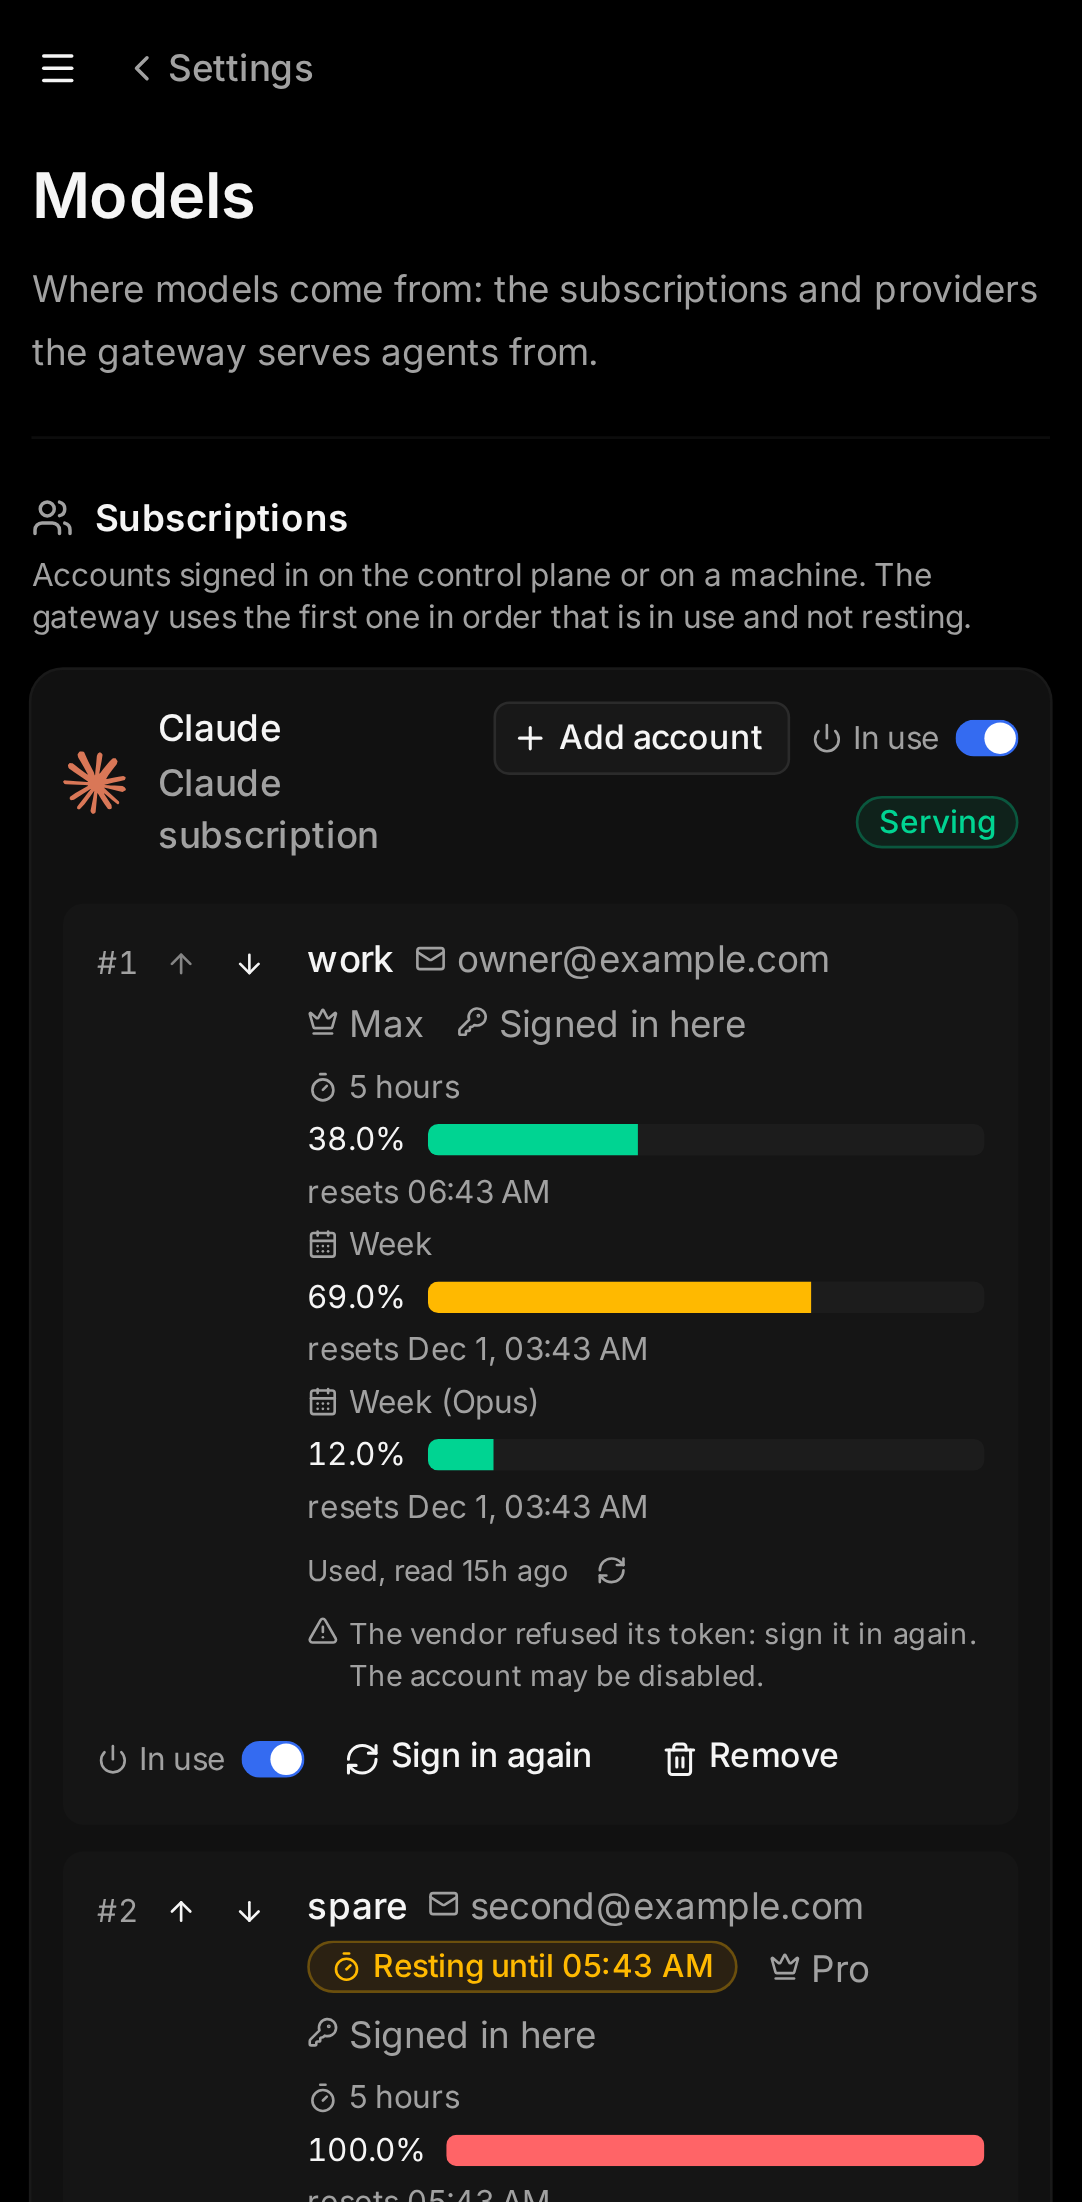 Settings
Models
Where models come from: the subscriptions and providers
the gateway serves agents from.
Subscriptions
Accounts signed in on the control plane or on a machine. The
gateway uses the first one in order that is in use and not resting.
Claude
Claude
subscription
Add account
In use
Serving
#1 work owner@example.com
Max Signed in here
5 hours
38.0%
resets 06:43 AM
Week
69.0%
resets Dec 1, 03:43 AM
Week (Opus)
12.0%
resets Dec 1, 03:43 AM
Used, read 15h ago
The vendor refused its token: sign it in again.
The account may be disabled.
In use Sign in again Remove
#2 spare second@example.com
Resting until 05:43 AM Pro
Signed in here
5 hours
100.0%
resets 05:43 AM